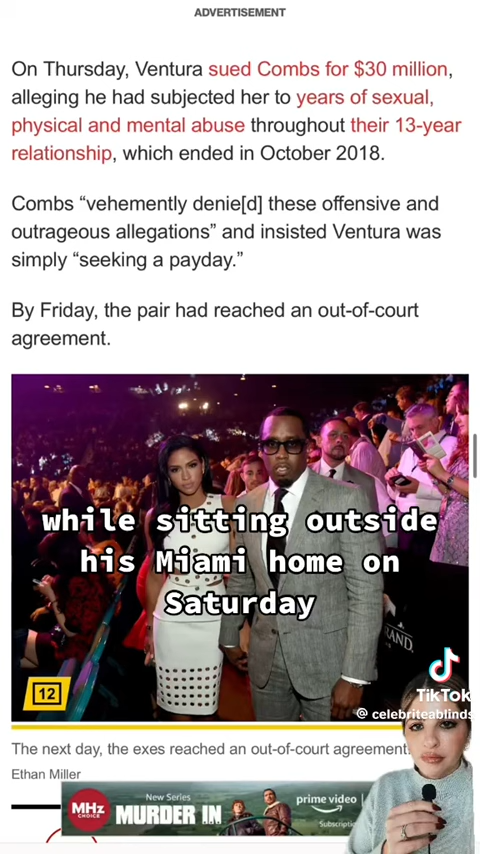 ADVERTISEMENT
On Thursday, Ventura sued Combs for $30 million,
alleging he had subjected her to years of sexual,
physical and mental abuse throughout their 13-year
relationship, which ended in October 2018.
Combs “vehemently denie[d] these offensive and
outrageous allegations” and insisted Ventura was
simply “seeking a payday.”
By Friday, the pair had reached an out-of-court
agreement.
while sitting outside
his Miami home on
Saturday
RAND
12
TikTok
@ celebriteablinds
The next day, the exes reached an out-of-court agreement
Ethan Miller
MHz
CHOICE
New Series
MURDER IN
prime video
Subscripti